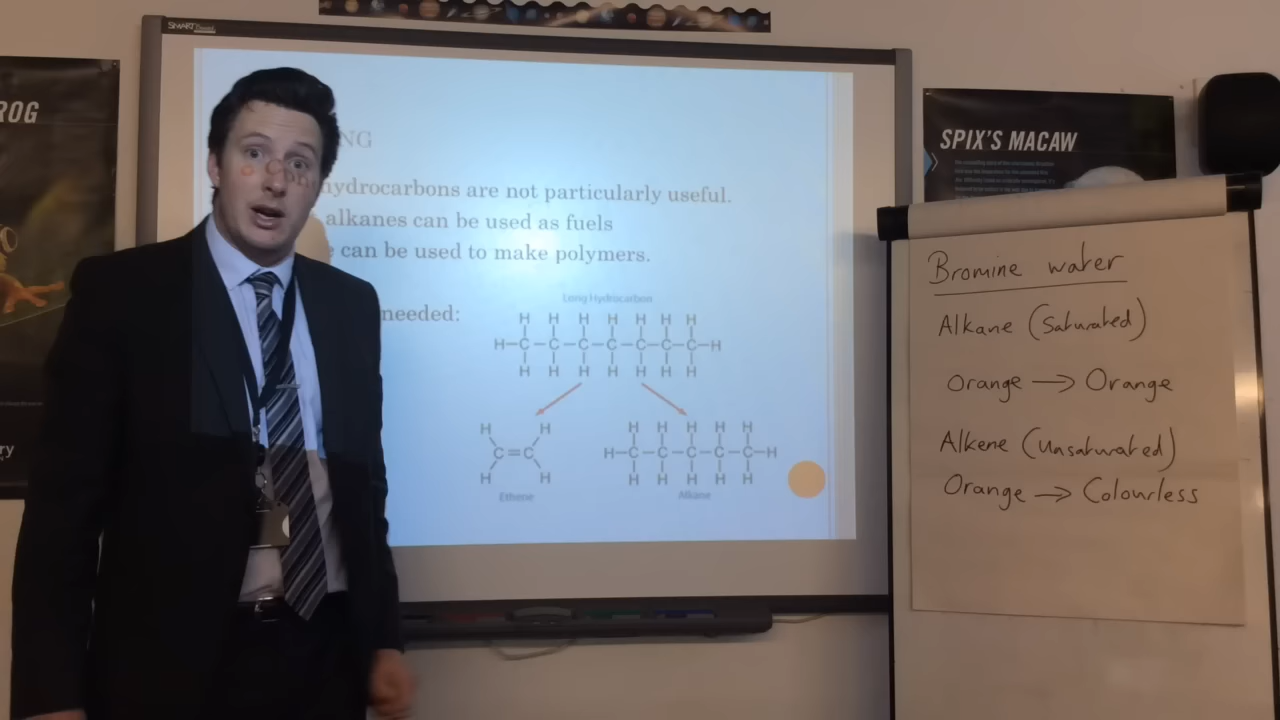 SMART
ROG
NG
hydrocarbons are not particularly useful.
alkanes can be used as fuels
can be used to make polymers.
needed:
Long Hydrocarbon
H H H H H H H
H-C-C-C-C-C-C-C-H
H H H H H H H
H H
C=C
H H
Ethene
H H H H H
H-C-C-C-C-C-H
H H H H H
Alkane
ry
SPIX'S MACAW
Bromine water
Alkane (Saturated)
Orange → Orange
Alkene (Unsaturated)
Orange → Colourless